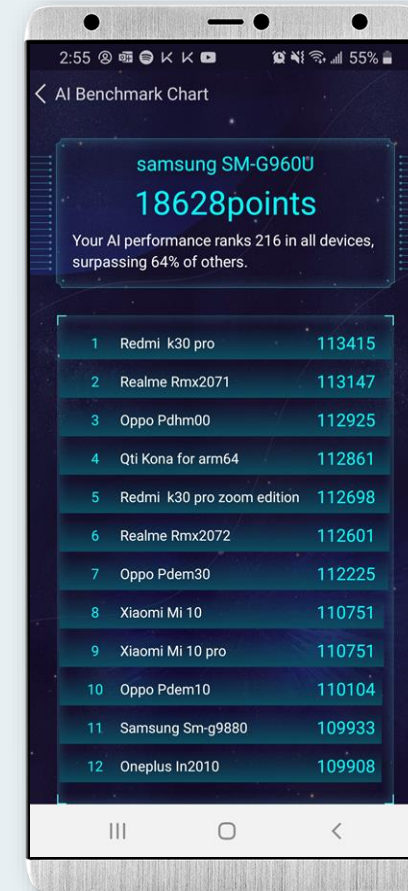 2:55 55%
AI Benchmark Chart
samsung SM-G960U
18628points
Your AI performance ranks 216 in all devices,
surpassing 64% of others.
1 Redmi k30 pro 113415
2 Realme Rmx2071 113147
3 Oppo Pdhm00 112925
4 Qti Kona for arm64 112861
5 Redmi k30 pro zoom edition 112698
6 Realme Rmx2072 112601
7 Oppo Pdem30 112225
8 Xiaomi Mi 10 110751
9 Xiaomi Mi 10 pro 110751
10 Oppo Pdem10 110104
11 Samsung Sm-g9880 109933
12 Oneplus In2010 109908